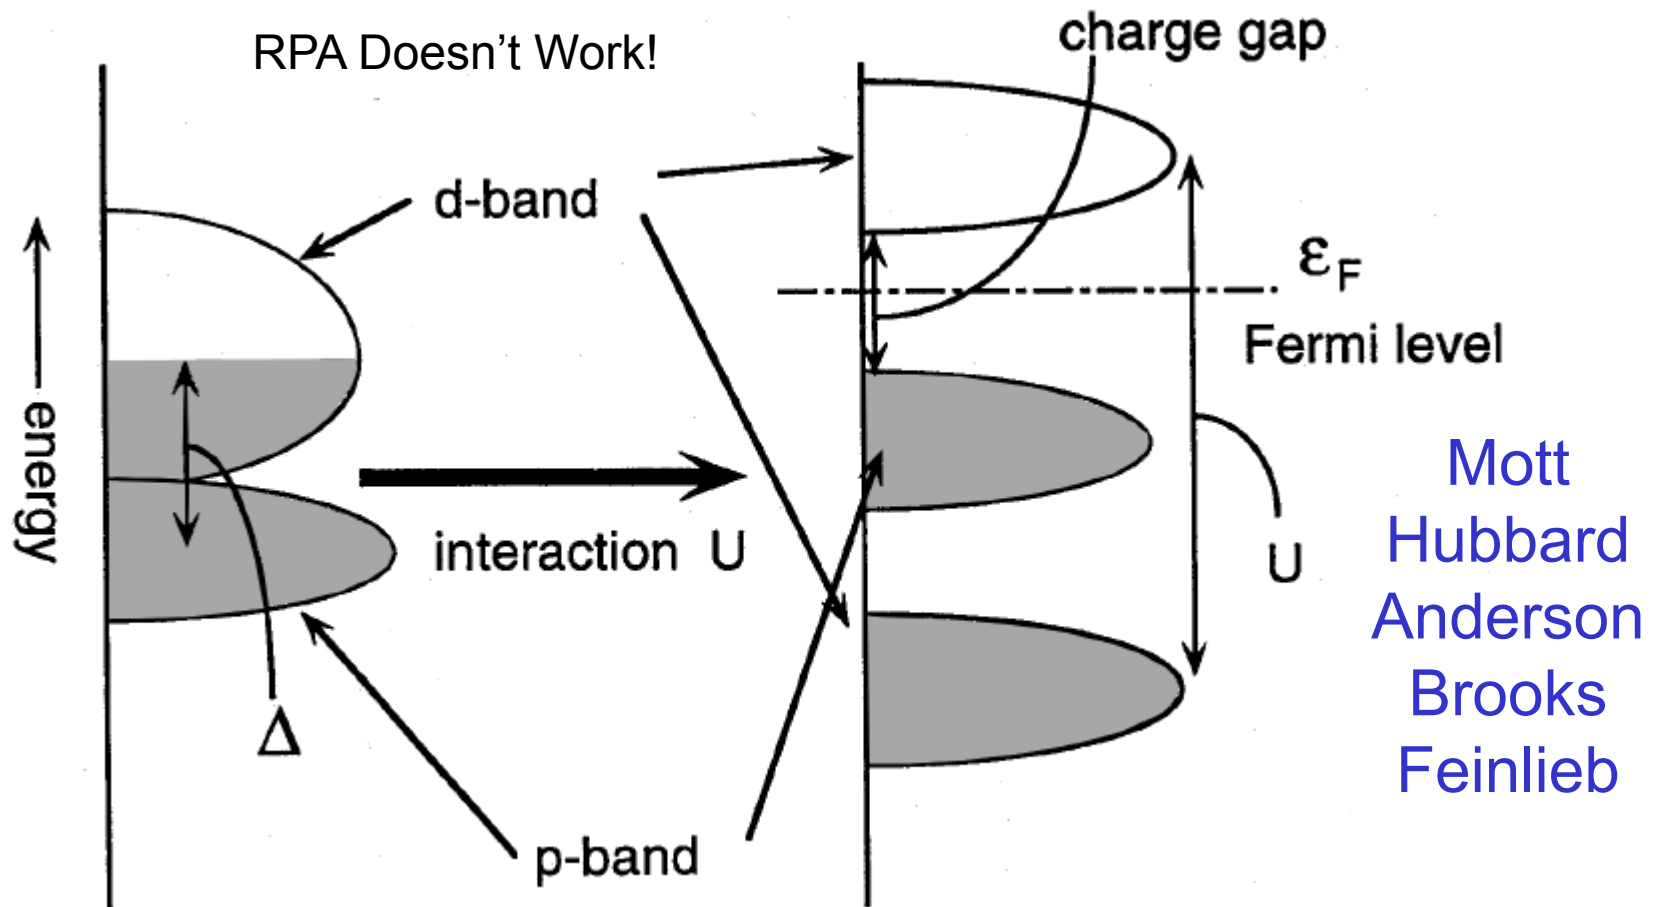 RPA Doesn't Work!
charge gap
d-band
energy
εF
Fermi level
interaction U
U
Δ
p-band
Mott
Hubbard
Anderson
Brooks
Feinlieb